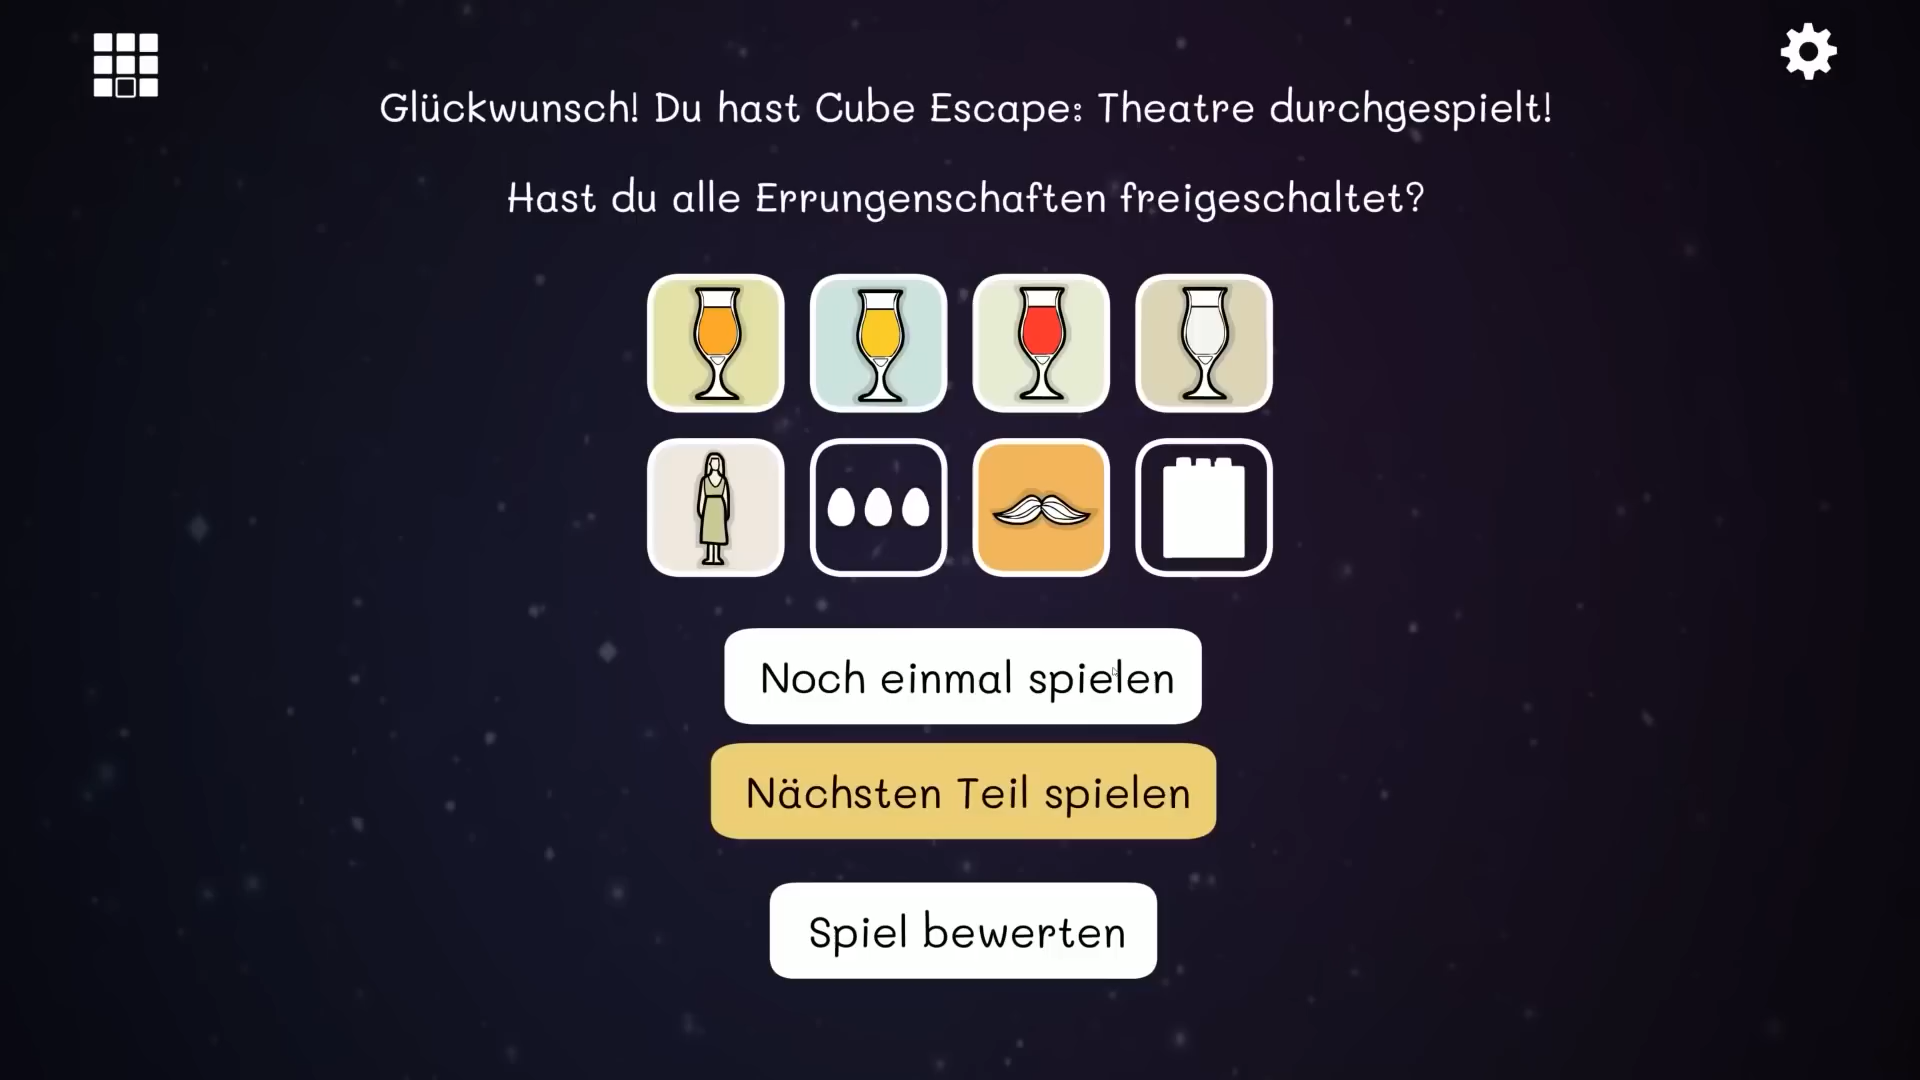 Glückwunsch! Du hast Cube Escape: Theatre durchgespielt!
Hast du alle Errungenschaften freigeschaltet?
Noch einmal spielen
Nächsten Teil spielen
Spiel bewerten